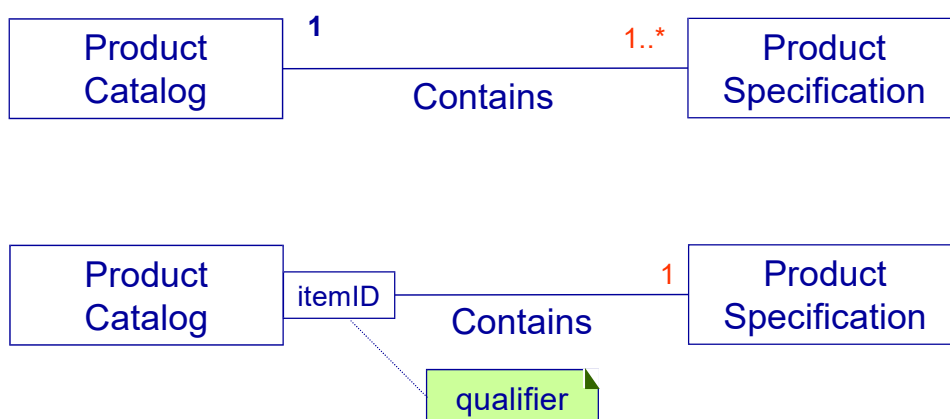 Product
Catalog
1
1..*
Contains
Product
Specification
Product
Catalog
itemID
1
Contains
Product
Specification
qualifier